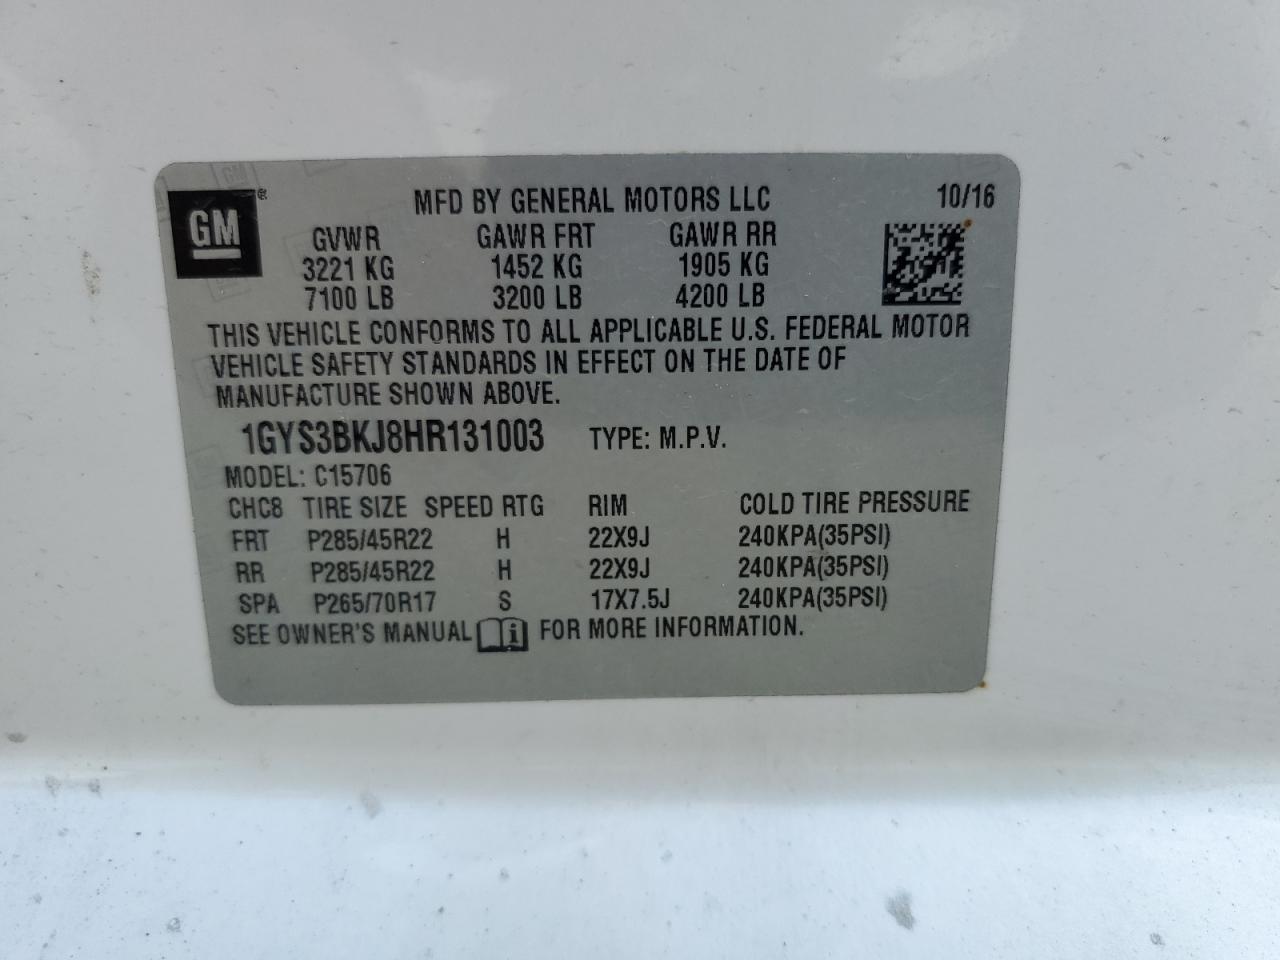 GM ®
MFD BY GENERAL MOTORS LLC 10/16
GVWR GAWR FRT GAWR RR
3221 KG 1452 KG 1905 KG
7100 LB 3200 LB 4200 LB
THIS VEHICLE CONFORMS TO ALL APPLICABLE U.S. FEDERAL MOTOR
VEHICLE SAFETY STANDARDS IN EFFECT ON THE DATE OF
MANUFACTURE SHOWN ABOVE.
1GYS3BKJ8HR131003 TYPE: M.P.V.
MODEL: C15706
CHC8 TIRE SIZE SPEED RTG RIM COLD TIRE PRESSURE
FRT P285/45R22 H 22X9J 240KPA(35PSI)
RR P285/45R22 H 22X9J 240KPA(35PSI)
SPA P265/70R17 S 17X7.5J 240KPA(35PSI)
SEE OWNER'S MANUAL i FOR MORE INFORMATION.